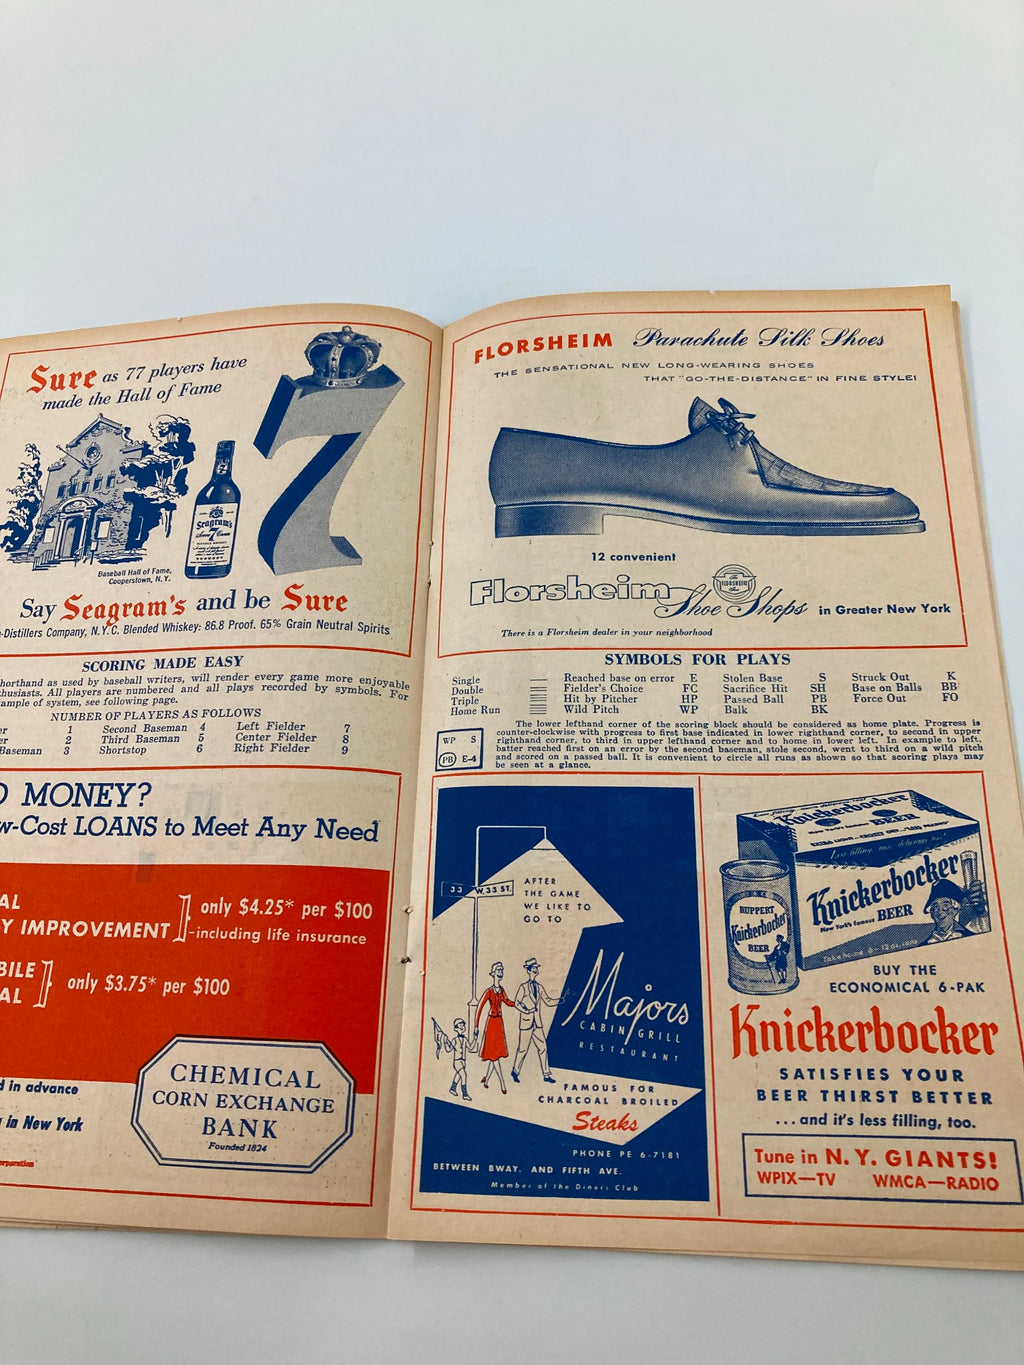 Sure as 77 players have
made the Hall of Fame
7
Seagram's
7 Crown
Baseball Hall of Fame,
Cooperstown, N.Y.
Say Seagram's and be Sure
-Distillers Company, N.Y.C. Blended Whiskey: 86.8 Proof. 65% Grain Neutral Spirits
SCORING MADE EASY
horthand as used by baseball writers, will render every game more enjoyable
thusiasts. All players are numbered and all plays recorded by symbols. For
ample of system, see following page.
NUMBER OF PLAYERS AS FOLLOWS
er 1 Second Baseman 4 Left Fielder 7
er 2 Third Baseman 5 Center Fielder 8
Baseman 3 Shortstop 6 Right Fielder 9
D MONEY?
w-Cost LOANS to Meet Any Need
AL
Y IMPROVEMENT
only $4.25* per $100
-including life insurance
BILE
AL
only $3.75* per $100
d in advance
in New York
orporation
CHEMICAL
CORN EXCHANGE
BANK
Founded 1824
FLORSHEIM Parachute Silk Shoes
THE SENSATIONAL NEW LONG-WEARING SHOES
THAT "GO-THE-DISTANCE" IN FINE STYLE!
12 convenient
Florsheim Shoe Shops in Greater New York
The
FLORSHEIM
Shoe
There is a Florsheim dealer in your neighborhood
SYMBOLS FOR PLAYS
Single Reached base on error E Stolen Base S Struck Out K
Double Fielder's Choice FC Sacrifice Hit SH Base on Balls BB
Triple Hit by Pitcher HP Passed Ball PB Force Out FO
Home Run Wild Pitch WP Balk BK
WP S
PB E-4
The lower lefthand corner of the scoring block should be considered as home plate. Progress is
counter-clockwise with progress to first base indicated in lower righthand corner, to second in upper
righthand corner, to third in upper lefthand corner and to home in lower left. In example to left,
batter reached first on an error by the second baseman, stole second, went to third on a wild pitch
and scored on a passed ball. It is convenient to circle all runs as shown so that scoring plays may
be seen at a glance.
33 W. 33 ST.
AFTER
THE GAME
WE LIKE TO
GO TO
Majors
CABIN GRILL
RESTAURANT
FAMOUS FOR
CHARCOAL BROILED
Steaks
PHONE PE 6-7181
BETWEEN BWAY. AND FIFTH AVE.
Member of the Diners Club
Knickerbocker
BEER
Less filling, more delicious too!
Knickerbocker
New York's famous BEER
Take home 6-12 oz. cans
RUPPERT
Knickerbocker
BEER
BUY THE
ECONOMICAL 6-PAK
Knickerbocker
SATISFIES YOUR
BEER THIRST BETTER
...and it's less filling, too.
Tune in N. Y. GIANTS!
WPIX—TV WMCA—RADIO